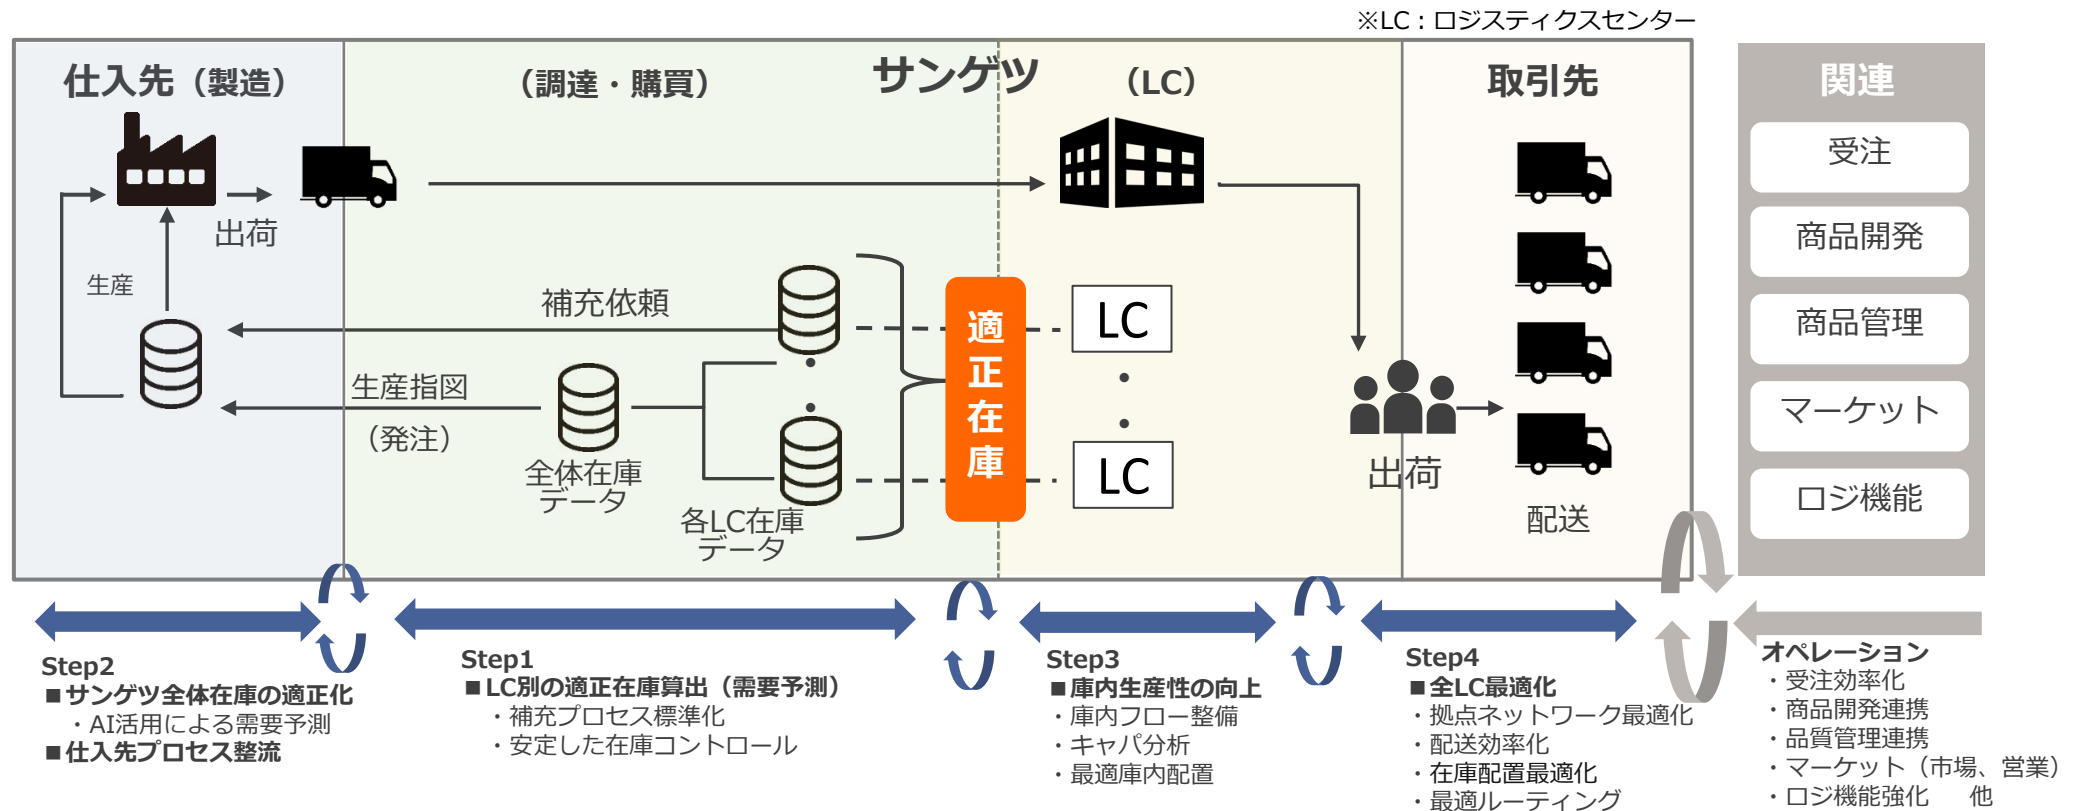 ※LC：ロジスティクスセンター
仕入先（製造）
（調達・購買）
サンゲツ
（LC）
取引先
関連
受注
商品開発
商品管理
マーケット
ロジ機能
出荷
生産
補充依頼
生産指図
（発注）
全体在庫
データ
各LC在庫
データ
適正在庫
LC
・
・
LC
出荷
配送
Step2
■サンゲツ全体在庫の適正化
・AI活用による需要予測
■仕入先プロセス整流
Step1
■LC別の適正在庫算出（需要予測）
・補充プロセス標準化
・安定した在庫コントロール
Step3
■庫内生産性の向上
・庫内フロー整備
・キャパ分析
・最適庫内配置
Step4
■全LC最適化
・拠点ネットワーク最適化
・配送効率化
・在庫配置最適化
・最適ルーティング
オペレーション
・受注効率化
・商品開発連携
・品質管理連携
・マーケット（市場、営業）
・ロジ機能強化　他